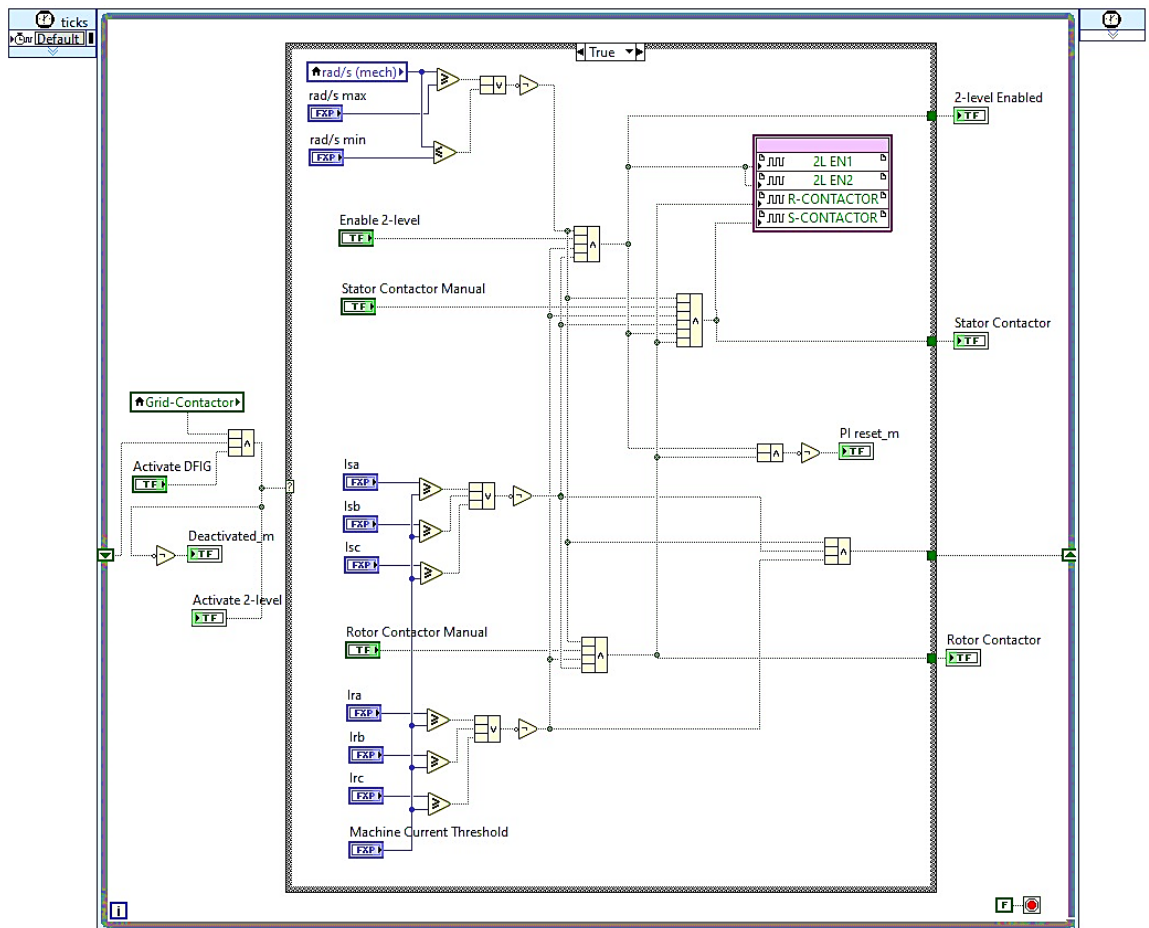 ticks
Default
True
rad/s (mech)
rad/s max
FXP
rad/s min
FXP
2-level Enabled
TF
2L EN1
2L EN2
R-CONTACTOR
S-CONTACTOR
Enable 2-level
TF
Stator Contactor Manual
TF
Stator Contactor
TF
Grid-Contactor
Activate DFIG
TF
PI reset_m
TF
Isa
FXP
Isb
FXP
Isc
FXP
?
Deactivated_m
TF
Activate 2-level
TF
Rotor Contactor Manual
TF
Rotor Contactor
TF
Ira
FXP
Irb
FXP
Irc
FXP
Machine Current Threshold
FXP
i
F